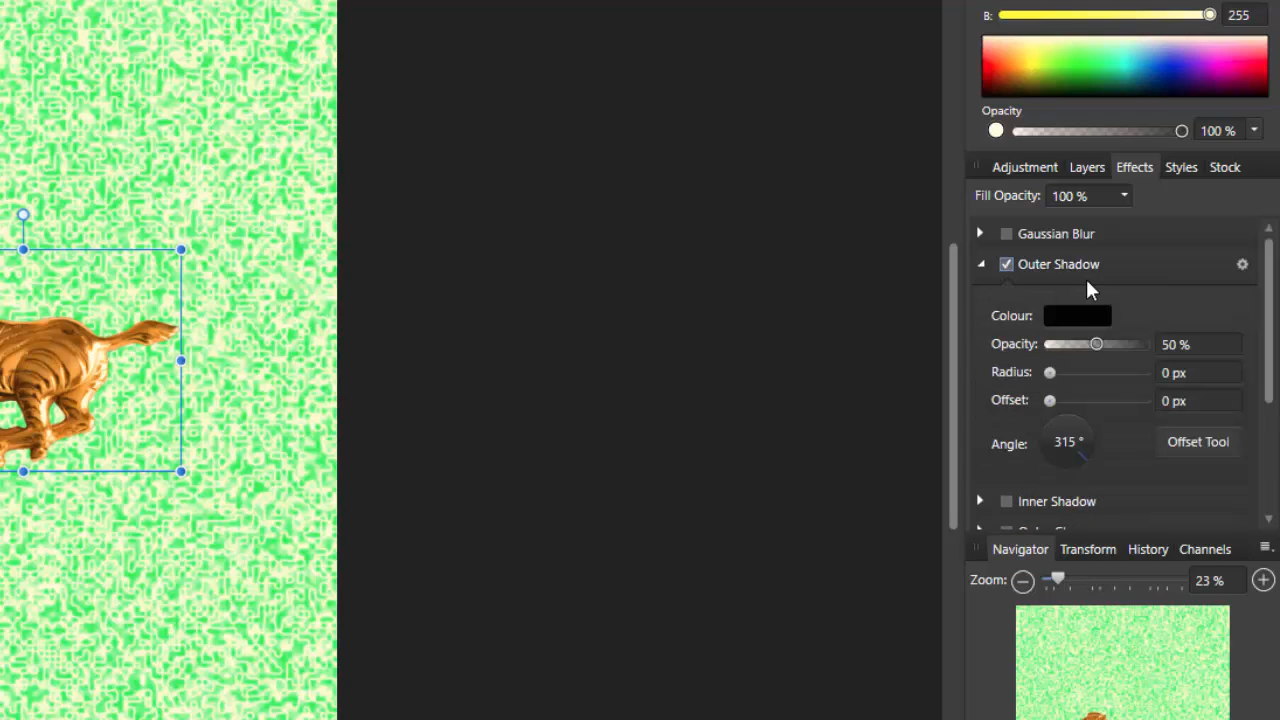 B: 255
Opacity
100 %
Adjustment Layers Effects Styles Stock
Fill Opacity: 100 %
Gaussian Blur
Outer Shadow
Colour:
Opacity: 50 %
Radius: 0 px
Offset: 0 px
Angle: 315 ° Offset Tool
Inner Shadow
Navigator Transform History Channels
Zoom: 23 %